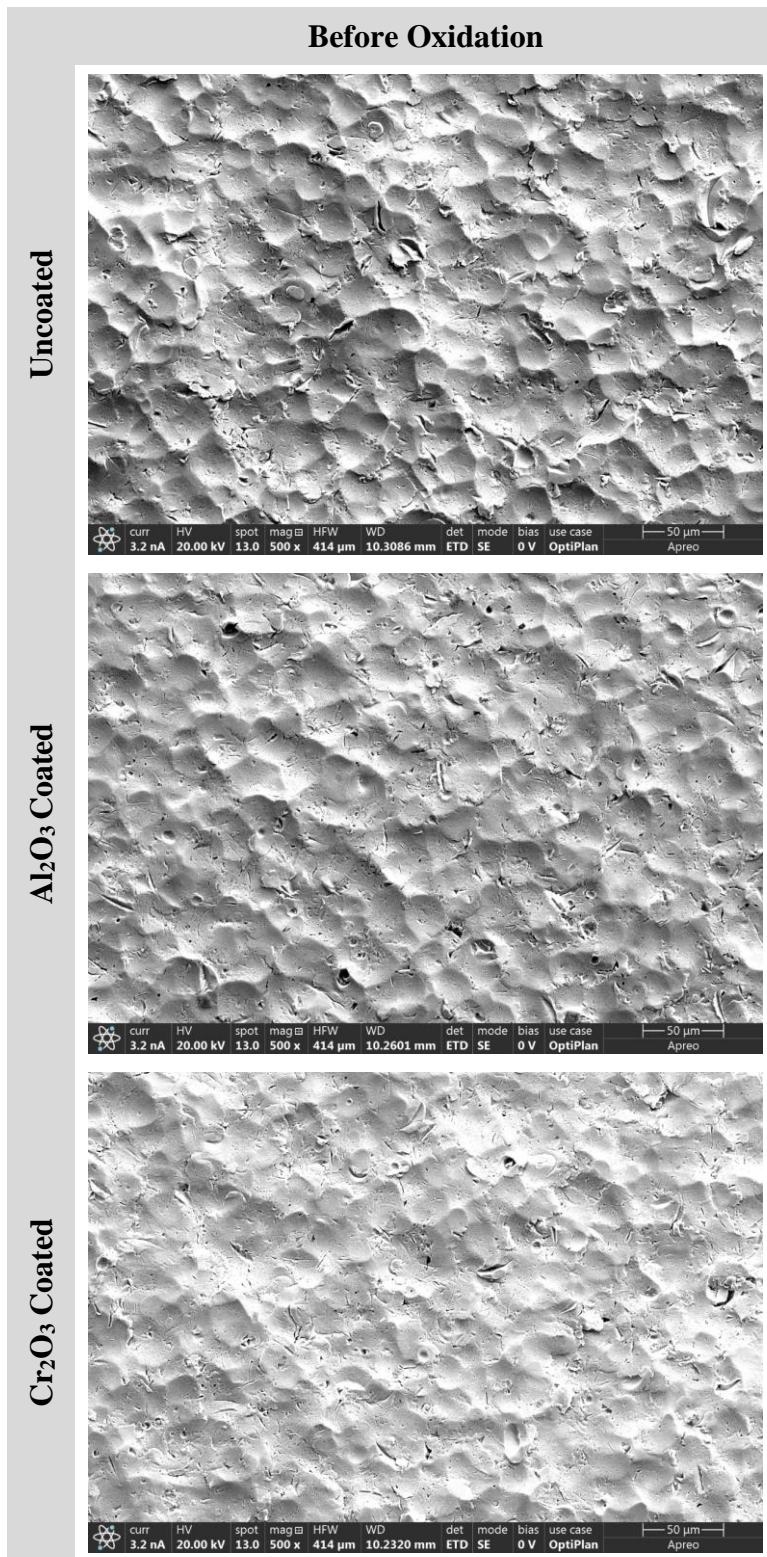 Before Oxidation
Uncoated
curr HV spot mag HFW WD det mode bias use case 50 µm
3.2 nA 20.00 kV 13.0 500 x 414 µm 10.3086 mm ETD SE 0 V OptiPlan Apreo
Al₂O₃ Coated
curr HV spot mag HFW WD det mode bias use case 50 µm
3.2 nA 20.00 kV 13.0 500 x 414 µm 10.2601 mm ETD SE 0 V OptiPlan Apreo
Cr₂O₃ Coated
curr HV spot mag HFW WD det mode bias use case 50 µm
3.2 nA 20.00 kV 13.0 500 x 414 µm 10.2320 mm ETD SE 0 V OptiPlan Apreo